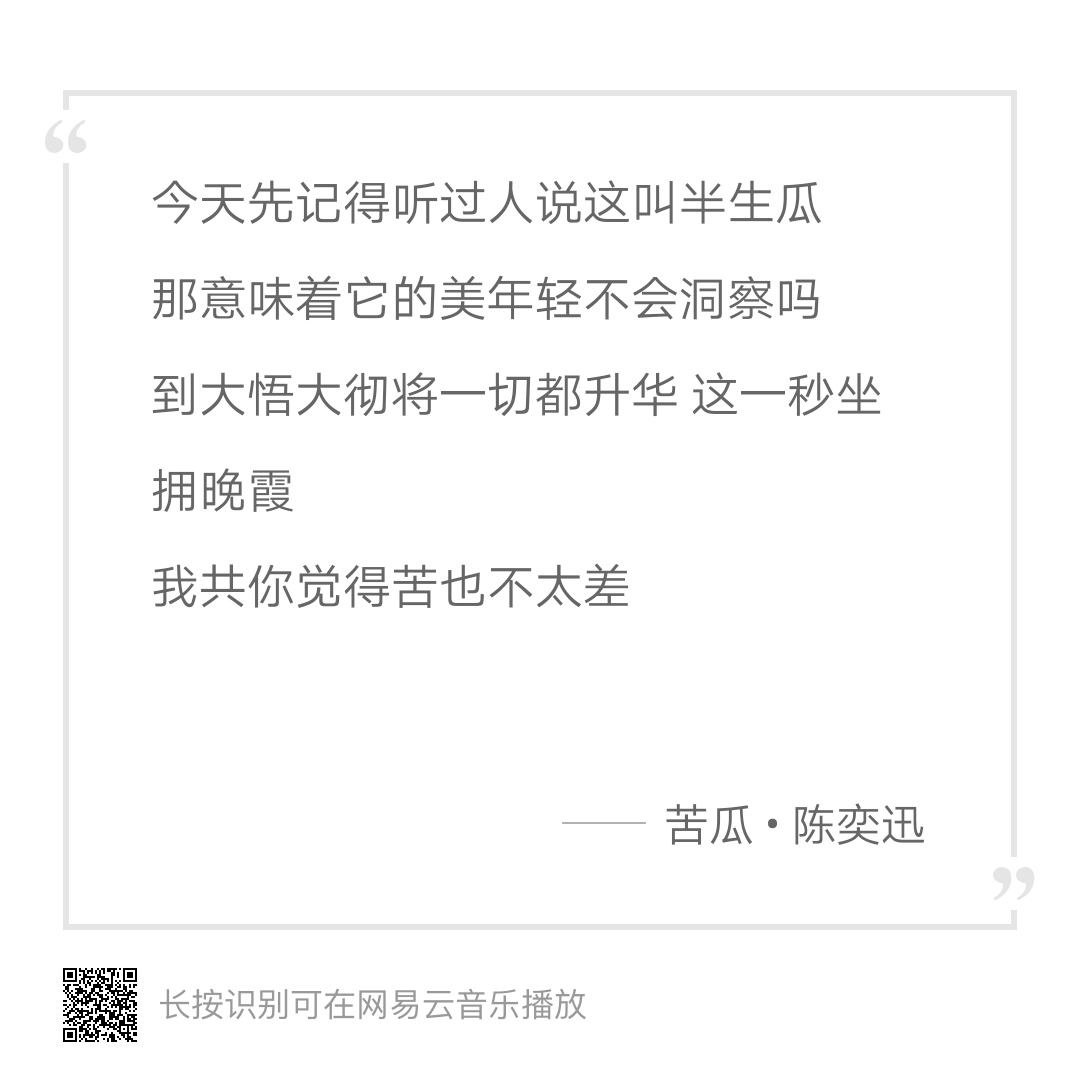 “
今天先记得听过人说这叫半生瓜
那意味着它的美年轻不会洞察吗
到大悟大彻将一切都升华 这一秒坐
拥晚霞
我共你觉得苦也不太差
—— 苦瓜 • 陈奕迅
”
长按识别可在网易云音乐播放